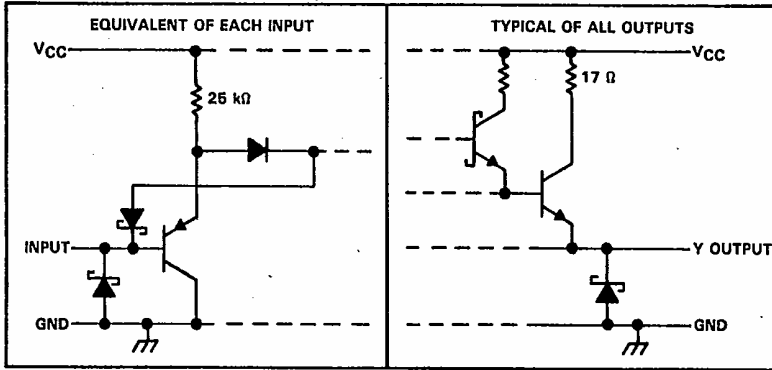 EQUIVALENT OF EACH INPUT
VCC
25 kΩ
INPUT
GND
TYPICAL OF ALL OUTPUTS
VCC
17 Ω
Y OUTPUT
GND